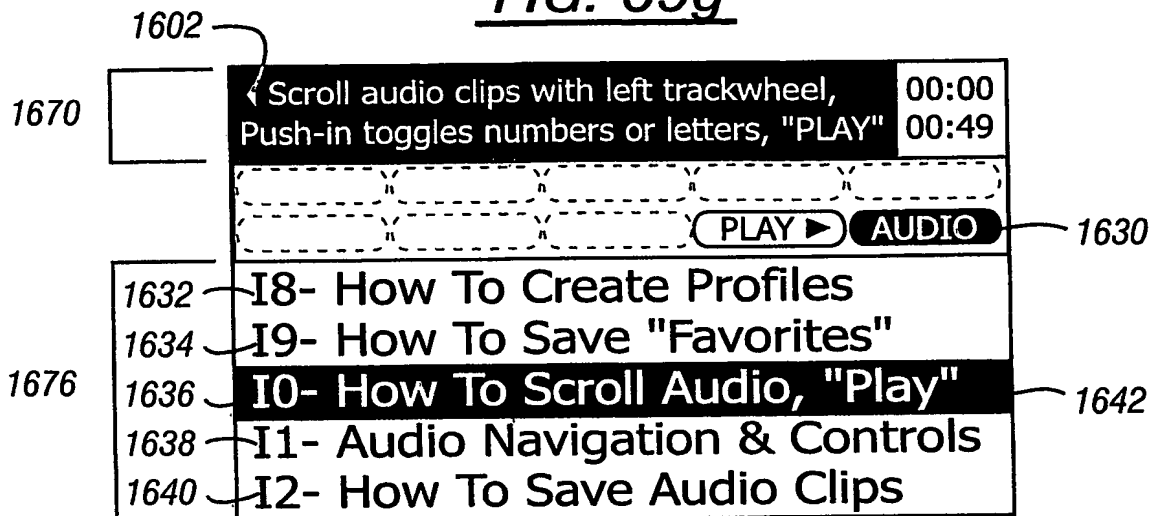 1602
Scroll audio clips with left trackwheel,
00:00
1670
Push-in toggles numbers or letters, "PLAY"
00:49
PLAY ►
AUDIO
1630
1632
I8- How To Create Profiles
1634
I9- How To Save "Favorites"
1676
1636
I0- How To Scroll Audio, "Play"
1642
1638
I1- Audio Navigation & Controls
1640
I2- How To Save Audio Clips